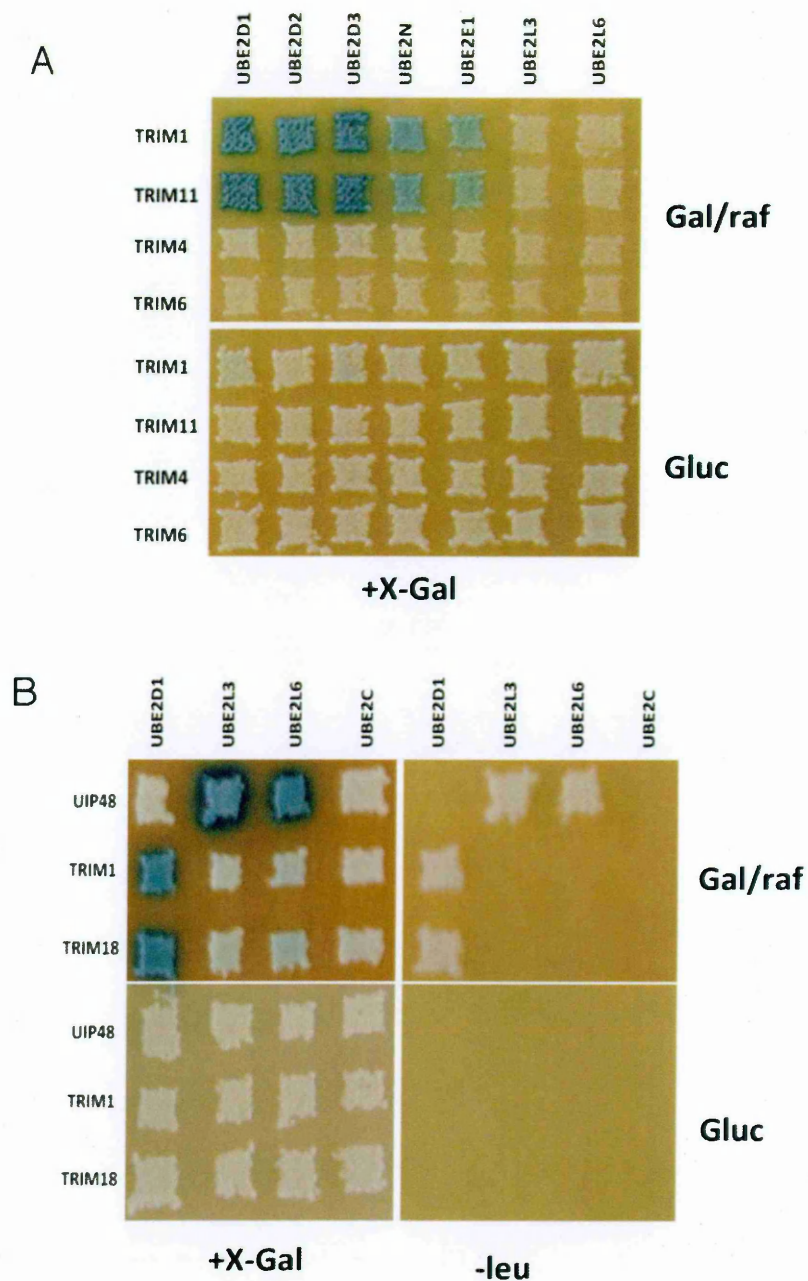 A
UBE2D1 UBE2D2 UBE2D3 UBE2N UBE2E1 UBE2L3 UBE2L6
TRIM1
TRIM11
TRIM4
TRIM6
Gal/raf
TRIM1
TRIM11
TRIM4
TRIM6
Gluc
+X-Gal
B
UBE2D1 UBE2L3 UBE2L6 UBE2C UBE2D1 UBE2L3 UBE2L6 UBE2C
UIP48
TRIM1
TRIM18
Gal/raf
UIP48
TRIM1
TRIM18
Gluc
+X-Gal -leu